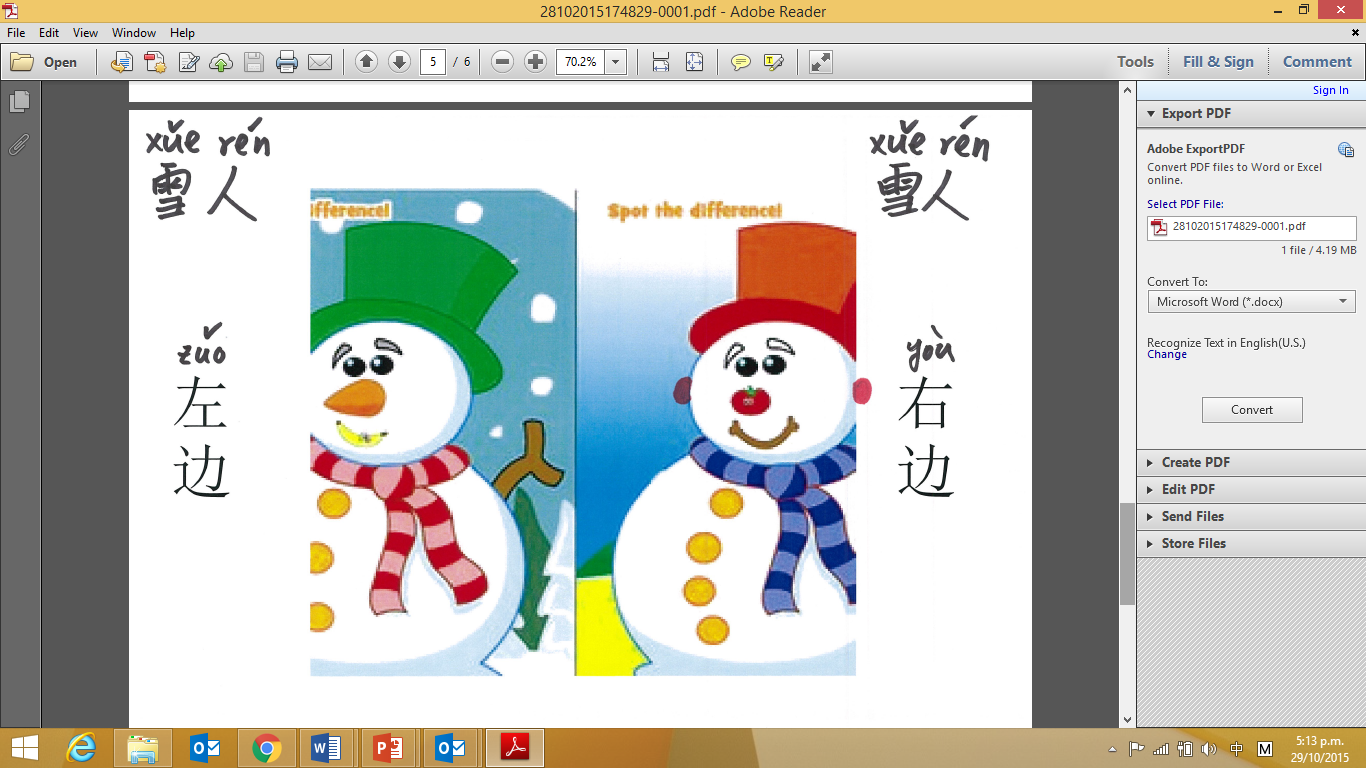 28102015174829-0001.pdf - Adobe Reader
File Edit View Window Help
Open 5 / 6 70.2% Tools Fill & Sign Comment
Sign In
Export PDF
Adobe ExportPDF
Convert PDF files to Word or Excel
online.
Select PDF File:
28102015174829-0001.pdf
1 file / 4.19 MB
Convert To:
Microsoft Word (*.docx)
Recognize Text in English(U.S.)
Change
Convert
Create PDF
Edit PDF
Send Files
Store Files
xuě rén
雪人
ifference!
zuǒ
左
边
Spot the difference!
xuě rén
雪人
yòu
右
边
中 M
5:13 p.m.
29/10/2015